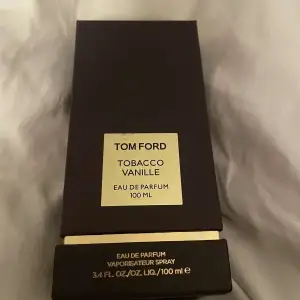 TOM FORD
TOBACCO
VANILLE
EAU DE PARFUM
100 ML
EAU DE PARFUM
VAPORISATEUR SPRAY
3.4 FL. OZ./OZ. LIQ./100 ml ℮